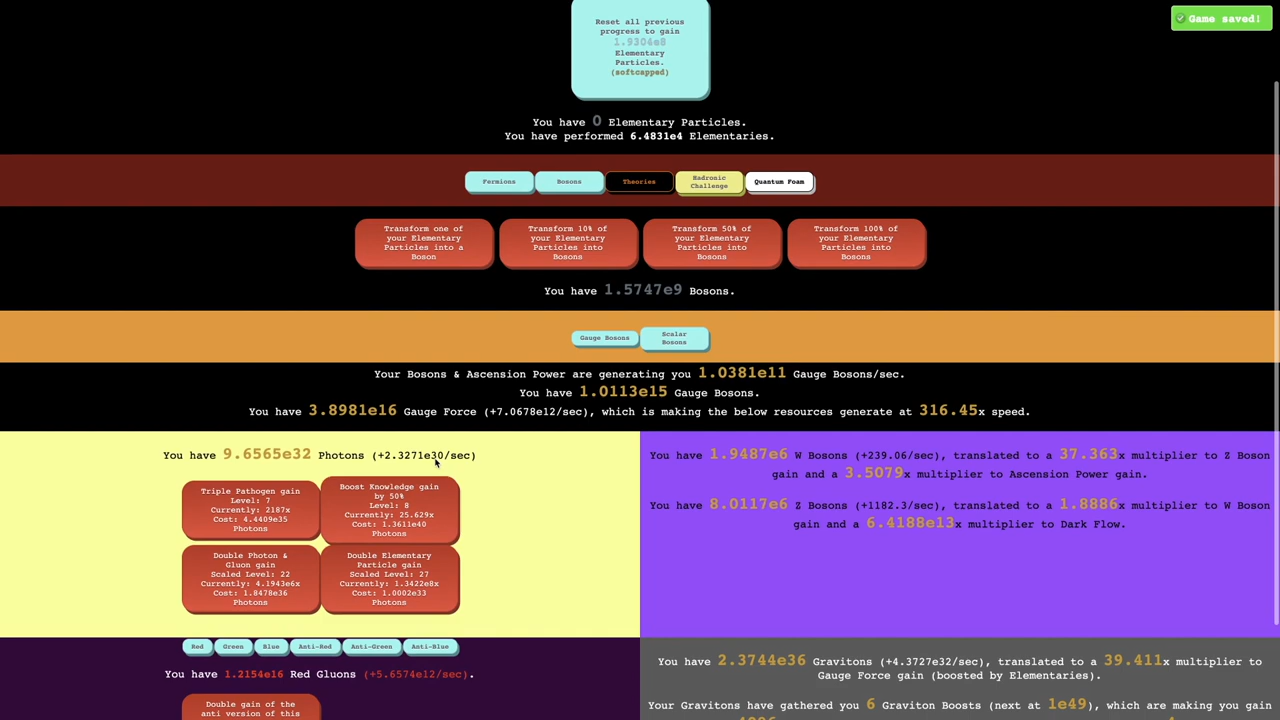 Reset all previous
progress to gain
1.9304e8
Elementary
Particles.
(softcapped)
Game saved!
You have 0 Elementary Particles.
You have performed 6.4831e4 Elementaries.
Fermions
Bosons
Theories
Hadronic
Challenge
Quantum Foam
Transform one of
your Elementary
Particles into a
Boson
Transform 10% of
your Elementary
Particles into
Bosons
Transform 50% of
your Elementary
Particles into
Bosons
Transform 100% of
your Elementary
Particles into
Bosons
You have 1.5747e9 Bosons.
Gauge Bosons
Scalar
Bosons
Your Bosons & Ascension Power are generating you 1.0381e11 Gauge Bosons/sec.
You have 1.0113e15 Gauge Bosons.
You have 3.8981e16 Gauge Force (+7.0678e12/sec), which is making the below resources generate at 316.45x speed.
You have 9.6565e32 Photons (+2.3271e30/sec)
Triple Pathogen gain
Level: 7
Currently: 2187x
Cost: 4.4409e35
Photons
Boost Knowledge gain
by 50%
Level: 8
Currently: 25.629x
Cost: 1.3611e40
Photons
Double Photon &
Gluon gain
Scaled Level: 22
Currently: 4.1943e6x
Cost: 1.8478e36
Photons
Double Elementary
Particle gain
Scaled Level: 27
Currently: 1.3422e8x
Cost: 1.0002e33
Photons
You have 1.9487e6 W Bosons (+239.06/sec), translated to a 37.363x multiplier to Z Boson
gain and a 3.5079x multiplier to Ascension Power gain.
You have 8.0117e6 Z Bosons (+1182.3/sec), translated to a 1.8886x multiplier to W Boson
gain and a 6.4188e13x multiplier to Dark Flow.
Red
Green
Blue
Anti-Red
Anti-Green
Anti-Blue
You have 1.2154e16 Red Gluons (+5.6574e12/sec).
Double gain of the
anti version of this
You have 2.3744e36 Gravitons (+4.3727e32/sec), translated to a 39.411x multiplier to
Gauge Force gain (boosted by Elementaries).
Your Gravitons have gathered you 6 Graviton Boosts (next at 1e49), which are making you gain